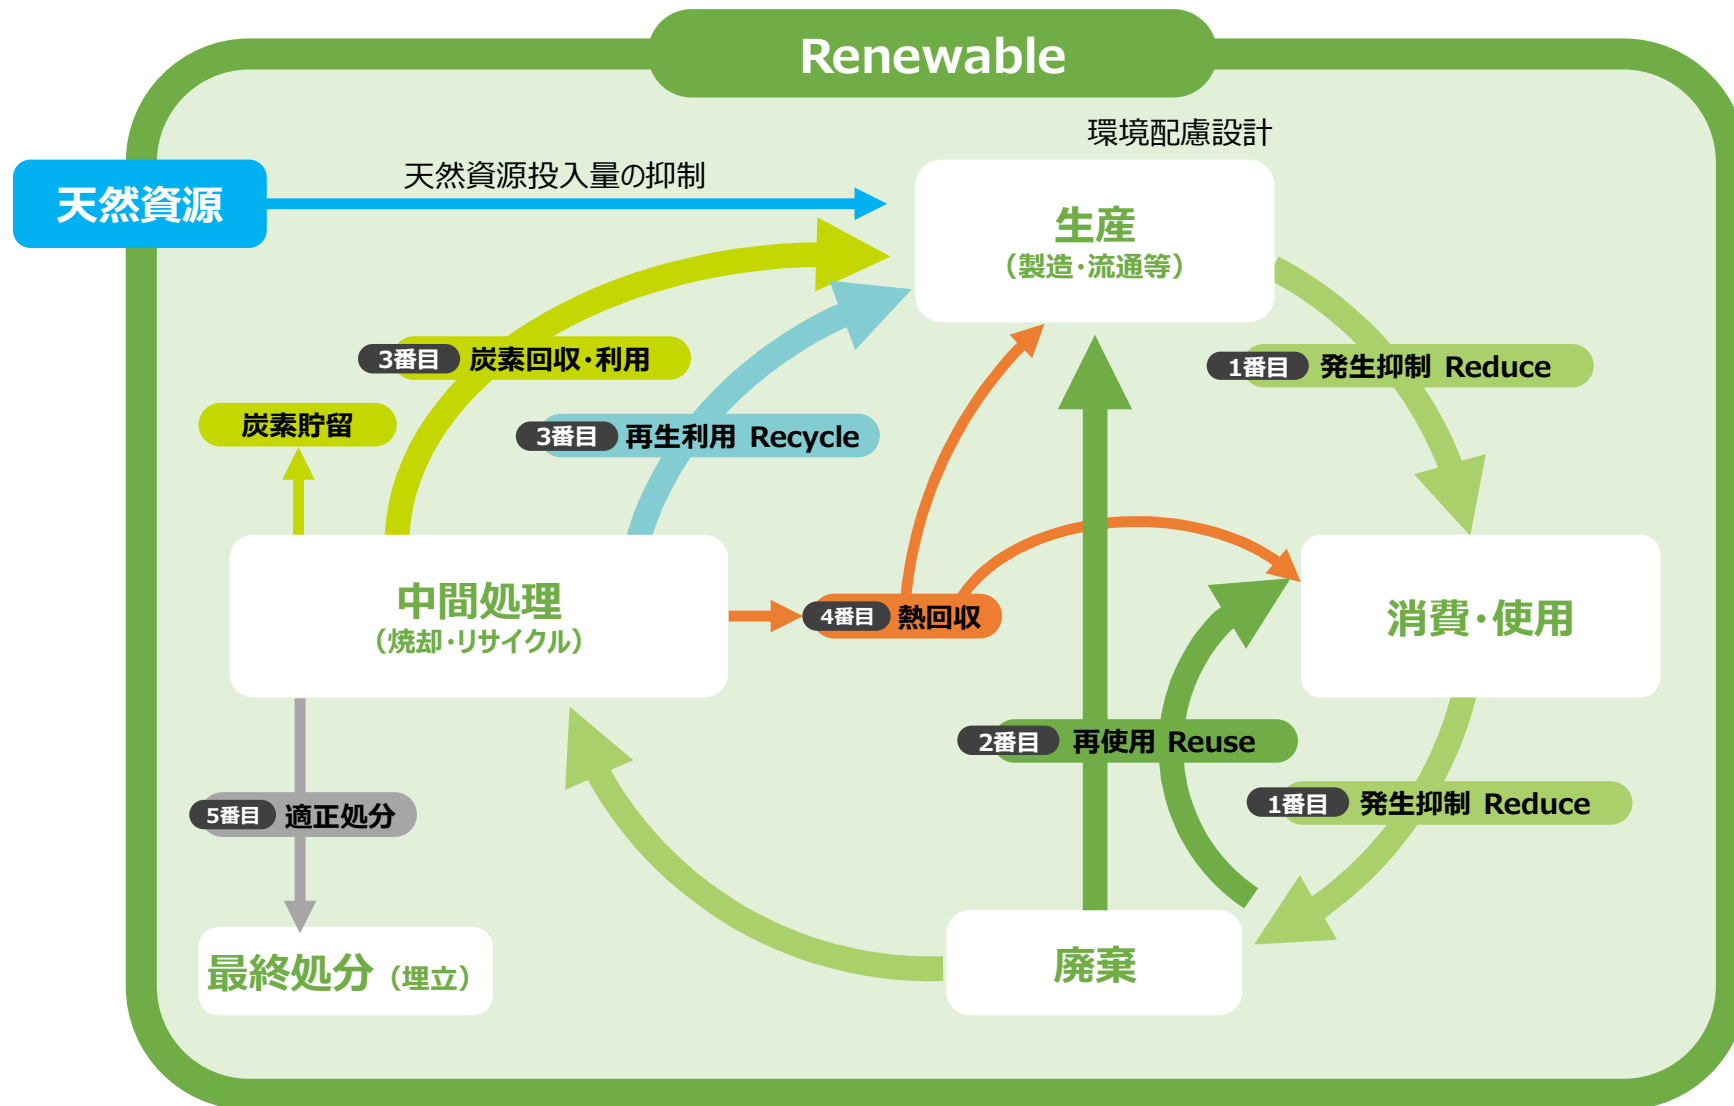 Renewable
環境配慮設計
天然資源
天然資源投入量の抑制
生産
（製造・流通等）
3番目 炭素回収・利用
1番目 発生抑制 Reduce
炭素貯留
3番目 再生利用 Recycle
中間処理
（焼却・リサイクル）
4番目 熱回収
消費・使用
2番目 再使用 Reuse
1番目 発生抑制 Reduce
5番目 適正処分
最終処分（埋立）
廃棄